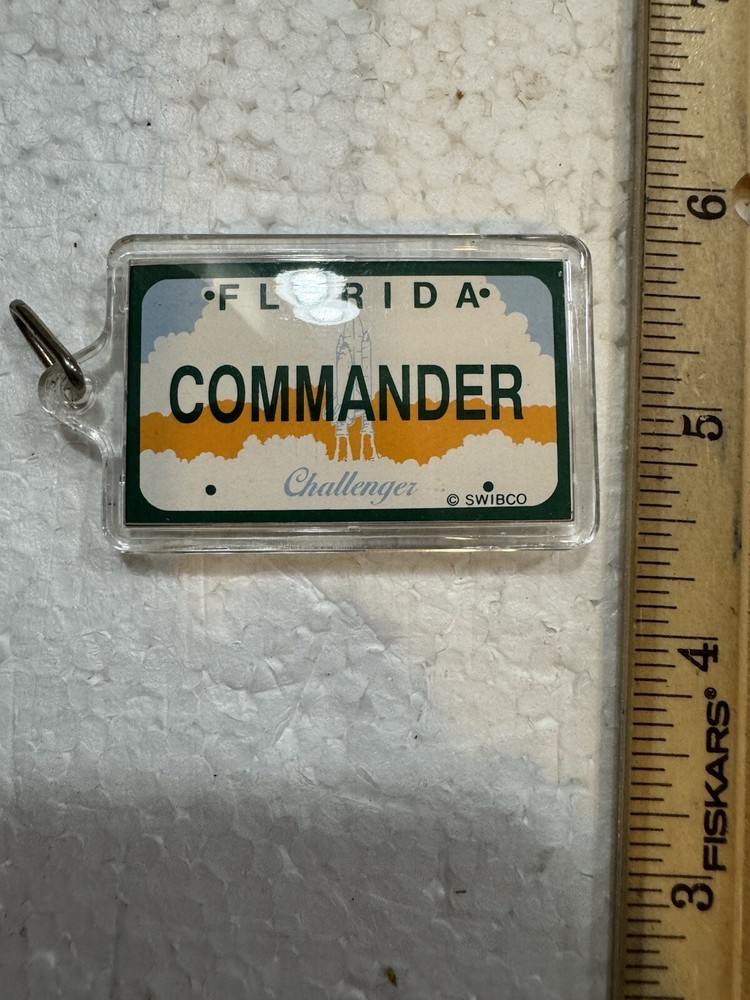 •FLORIDA•
COMMANDER
Challenger
© SWIBCO
6
5
4
FISKARS®
3